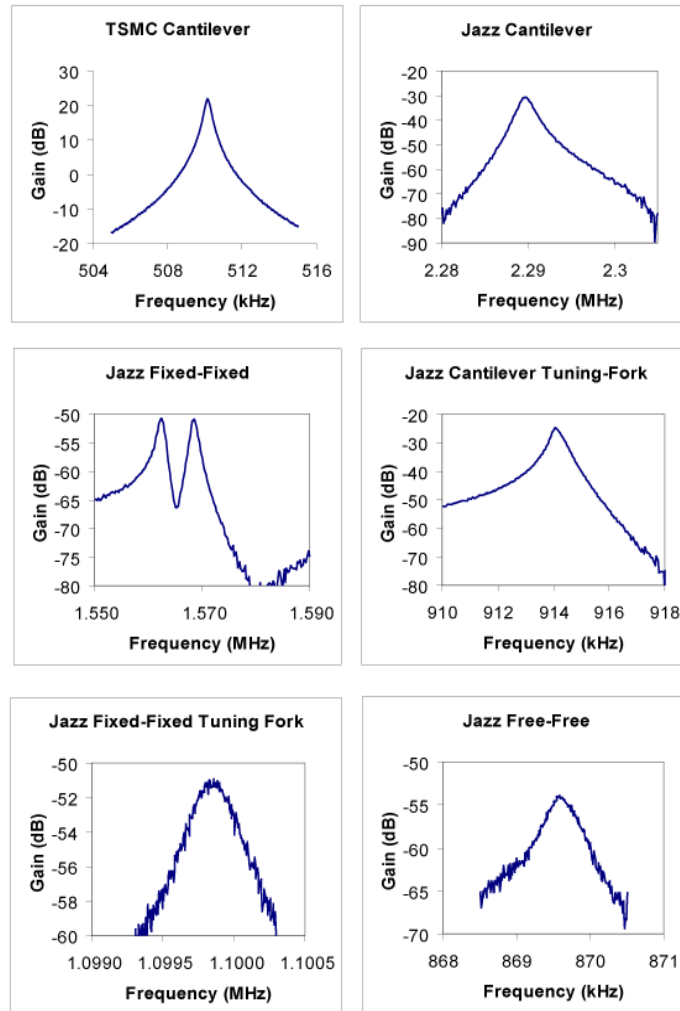 TSMC Cantilever
30
20
10
0
-10
-20
Gain (dB)
504 508 512 516
Frequency (kHz)
Jazz Cantilever
-20
-30
-40
-50
-60
-70
-80
-90
Gain (dB)
2.28 2.29 2.3
Frequency (MHz)
Jazz Fixed-Fixed
-50
-55
-60
-65
-70
-75
-80
Gain (dB)
1.550 1.570 1.590
Frequency (MHz)
Jazz Cantilever Tuning-Fork
-20
-30
-40
-50
-60
-70
-80
Gain (dB)
910 912 914 916 918
Frequency (kHz)
Jazz Fixed-Fixed Tuning Fork
-50
-52
-54
-56
-58
-60
Gain (dB)
1.0990 1.0995 1.1000 1.1005
Frequency (MHz)
Jazz Free-Free
-50
-55
-60
-65
-70
Gain (dB)
868 869 870 871
Frequency (kHz)